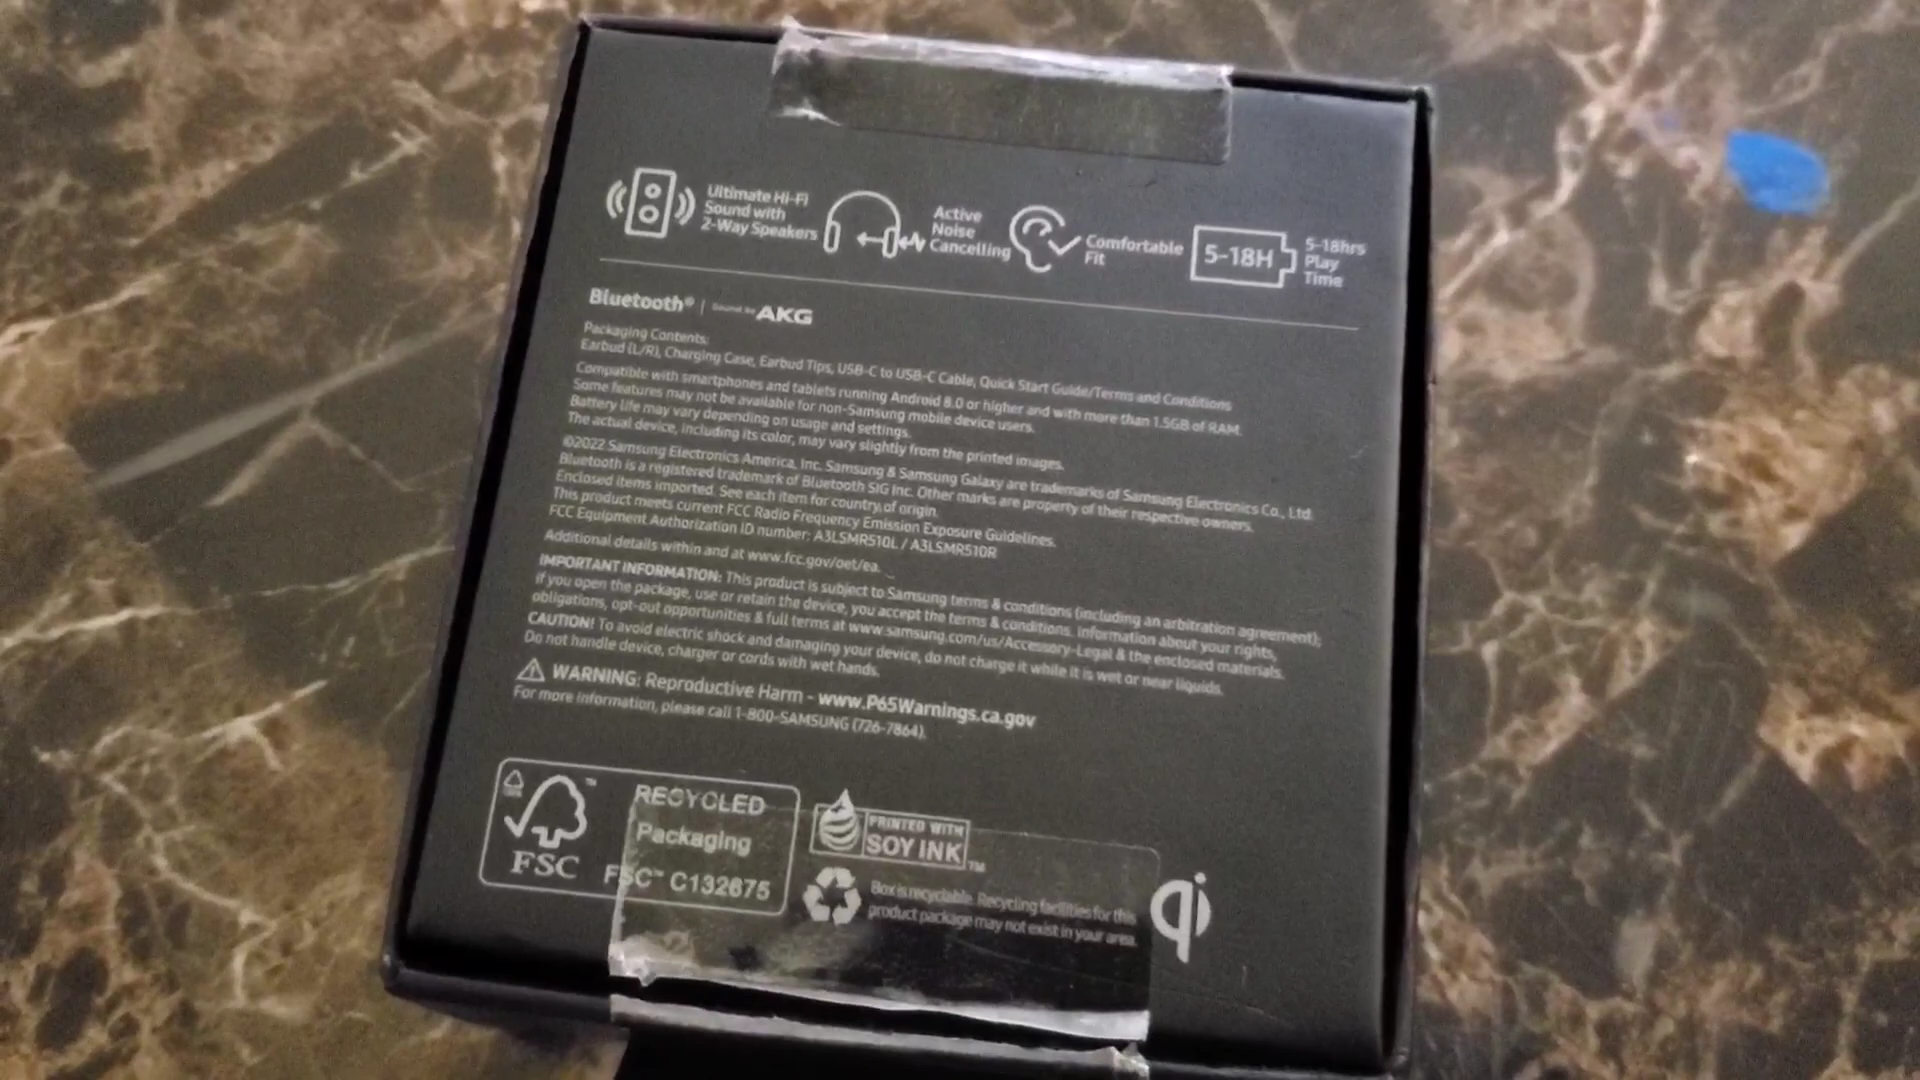 Ultimate Hi-Fi
Sound with
2-Way Speakers
Active
Noise
Cancelling
Comfortable
Fit
5-18H
5-18hrs
Play
Time
Bluetooth® | Sound by AKG
Packaging Contents:
Earbud (L/R), Charging Case, Earbud Tips, USB-C to USB-C Cable, Quick Start Guide/Terms and Conditions
Compatible with smartphones and tablets running Android 8.0 or higher and with more than 1.5GB of RAM.
Some features may not be available for non-Samsung mobile device users.
Battery life may vary depending on usage and settings.
The actual device, including its color, may vary slightly from the printed images.
©2022 Samsung Electronics America, Inc. Samsung & Samsung Galaxy are trademarks of Samsung Electronics Co., Ltd.
Bluetooth is a registered trademark of Bluetooth SIG Inc. Other marks are property of their respective owners.
Enclosed items imported. See each item for country of origin.
This product meets current FCC Radio Frequency Emission Exposure Guidelines.
FCC Equipment Authorization ID number: A3LSMR510L / A3LSMR510R
Additional details within and at www.fcc.gov/oet/ea.
IMPORTANT INFORMATION: This product is subject to Samsung terms & conditions (including an arbitration agreement);
if you open the package, use or retain the device, you accept the terms & conditions. Information about your rights,
obligations, opt-out opportunities & full terms at www.samsung.com/us/Accessory-Legal & the enclosed materials.
CAUTION! To avoid electric shock and damaging your device, do not charge it while it is wet or near liquids.
Do not handle device, charger or cords with wet hands.
WARNING: Reproductive Harm - www.P65Warnings.ca.gov
For more information, please call 1-800-SAMSUNG (726-7864).
FSC
RECYCLED
Packaging
FSC™ C132675
PRINTED WITH
SOY INK™
Box is recyclable. Recycling facilities for this
product package may not exist in your area.
qi